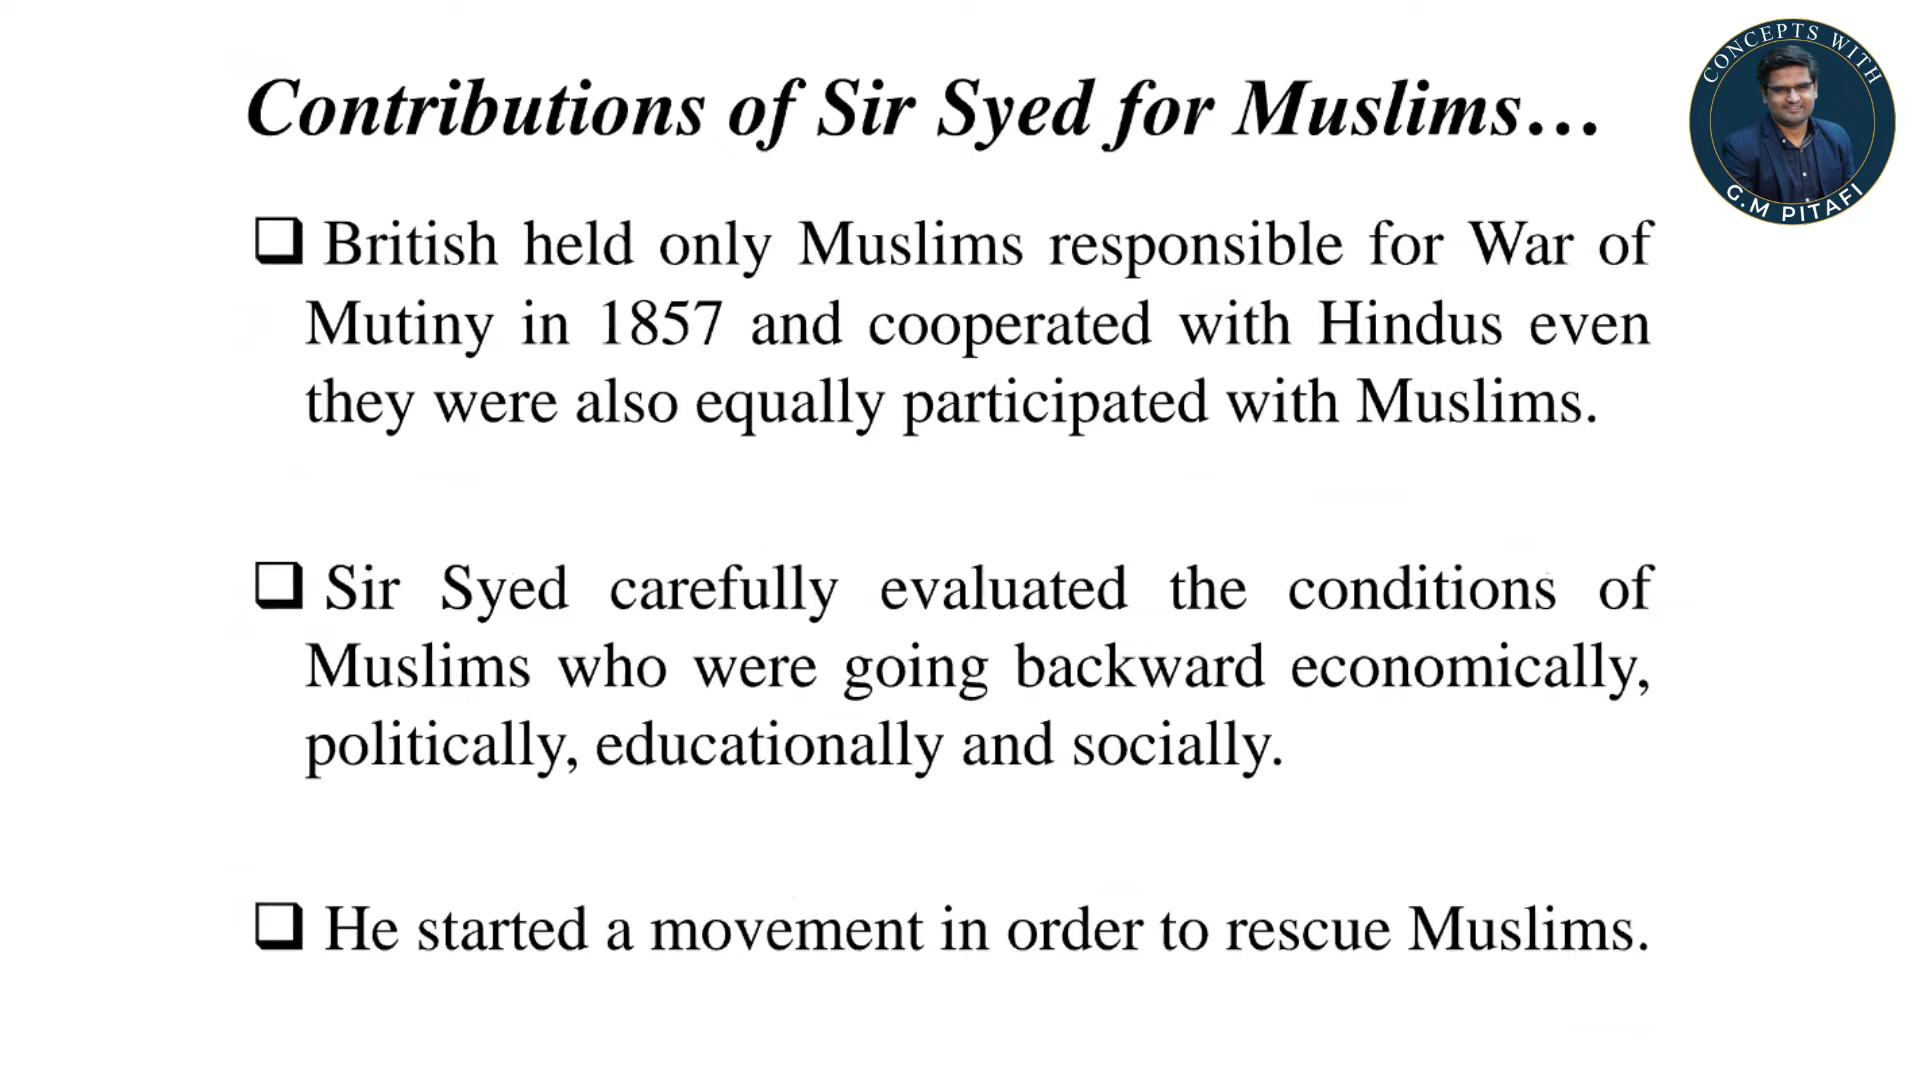 Contributions of Sir Syed for Muslims…
CONCEPTS WITH
G.M PITAFI
British held only Muslims responsible for War of
Mutiny in 1857 and cooperated with Hindus even
they were also equally participated with Muslims.
Sir Syed carefully evaluated the conditions of
Muslims who were going backward economically,
politically, educationally and socially.
He started a movement in order to rescue Muslims.